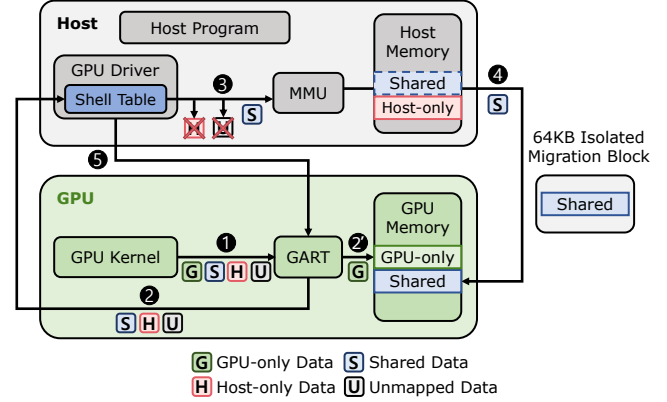 Host
Host Program
Host
Memory
GPU Driver
Shell Table
3
MMU
Shared
Host-only
4
S
H
U
S
64KB Isolated
Migration Block
Shared
5
GPU
GPU
Memory
GPU Kernel
1
GART
2'
GPU-only
G
S
H
U
G
Shared
2
S
H
U
G GPU-only Data
S Shared Data
H Host-only Data
U Unmapped Data